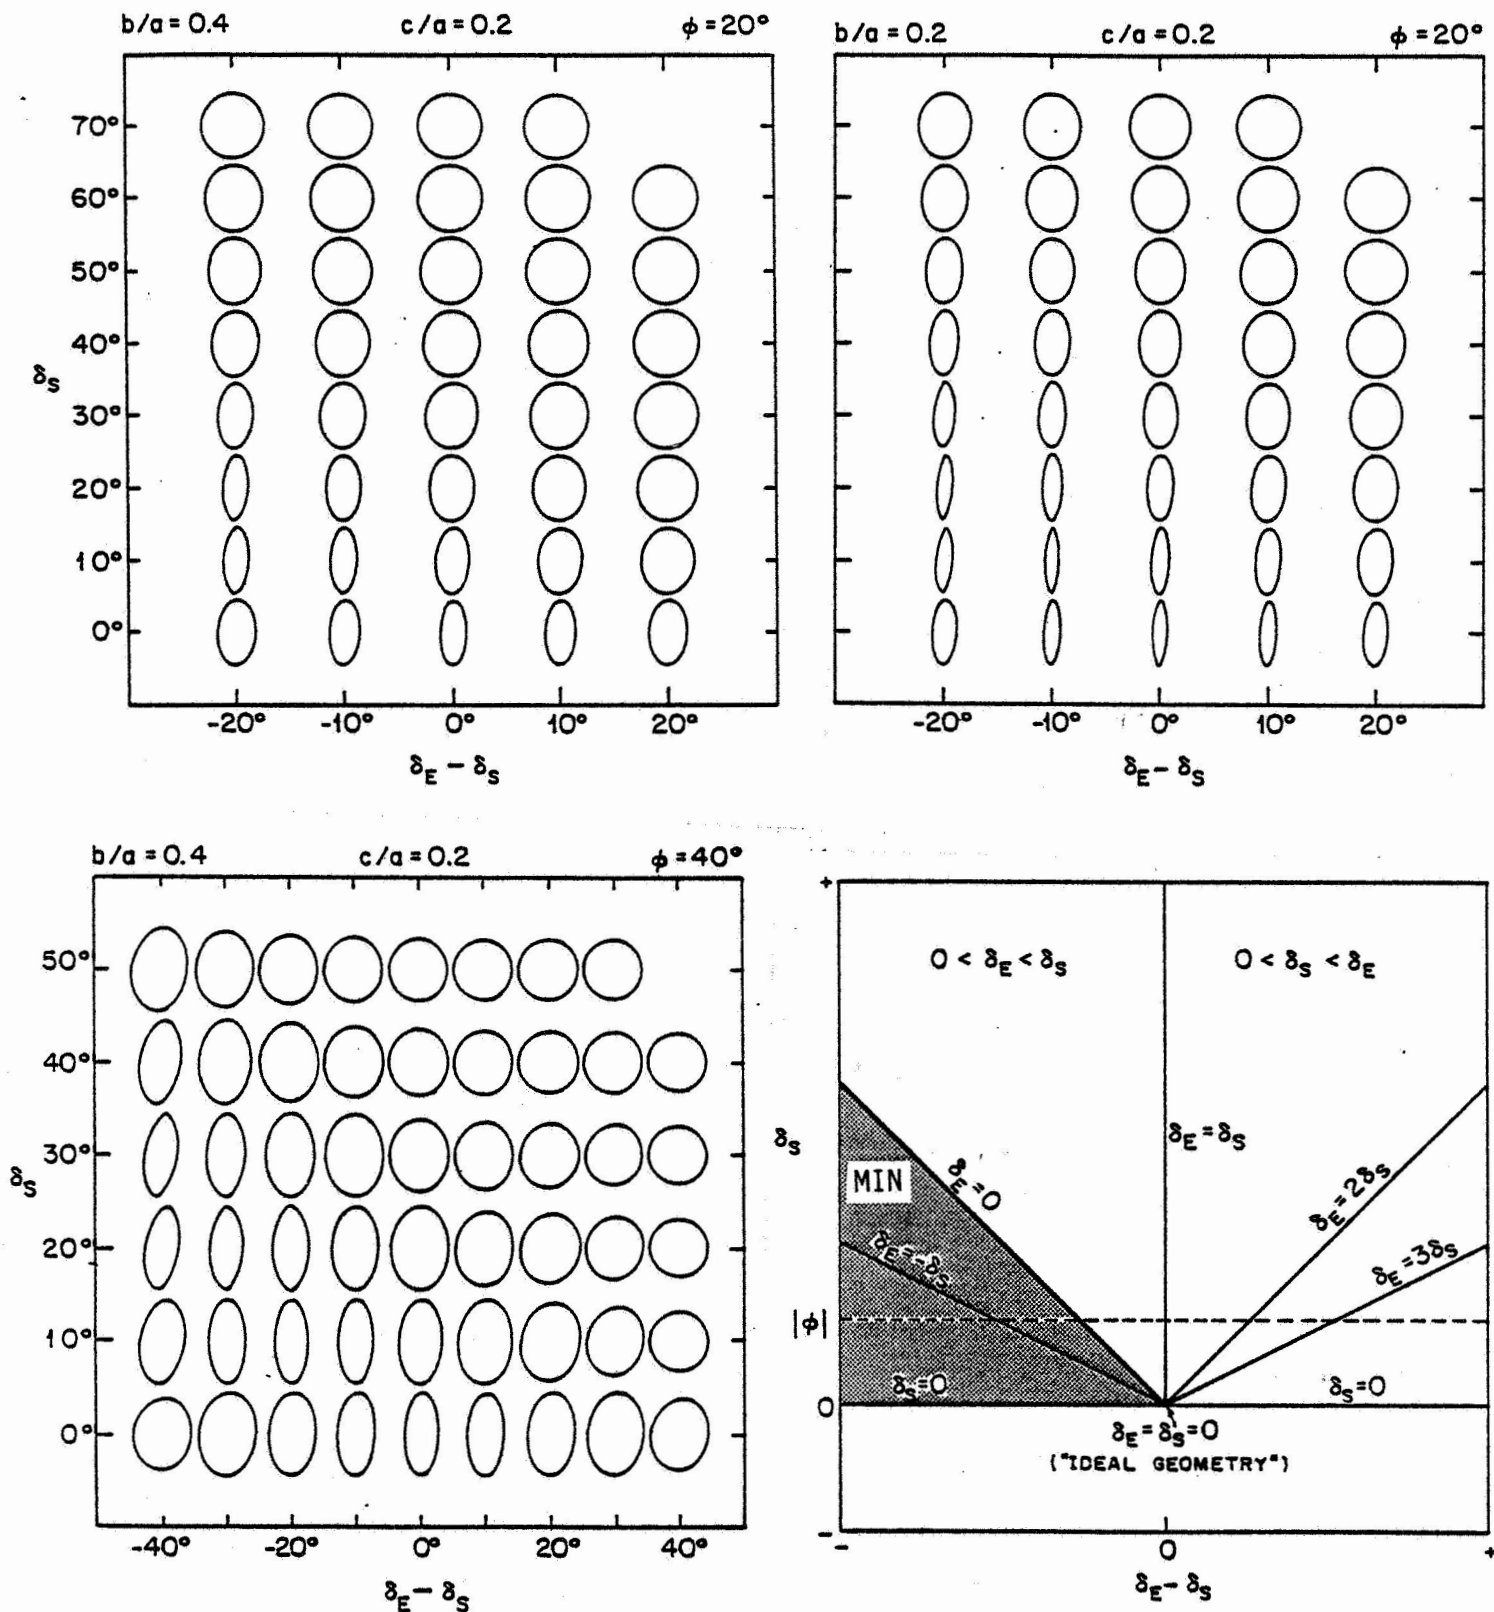 b/a = 0.4 c/a = 0.2 ϕ = 20°
70°
60°
50°
40°
δS
30°
20°
10°
0°
-20° -10° 0° 10° 20°
δE – δS
b/a = 0.2 c/a = 0.2 ϕ = 20°
-20° -10° 0° 10° 20°
δE – δS
b/a = 0.4 c/a = 0.2 ϕ = 40°
50°
40°
30°
δS
20°
10°
0°
-40° -20° 0° 20° 40°
δE – δS
+
0 < δE < δS
0 < δS < δE
δS
δE = δS
MIN
δE = 0
δE = 2δS
δE = -δS
δE = 3δS
|ϕ|
δS = 0
δS = 0
0
δE = δS = 0
("IDEAL GEOMETRY")
-
- 0 +
δE – δS